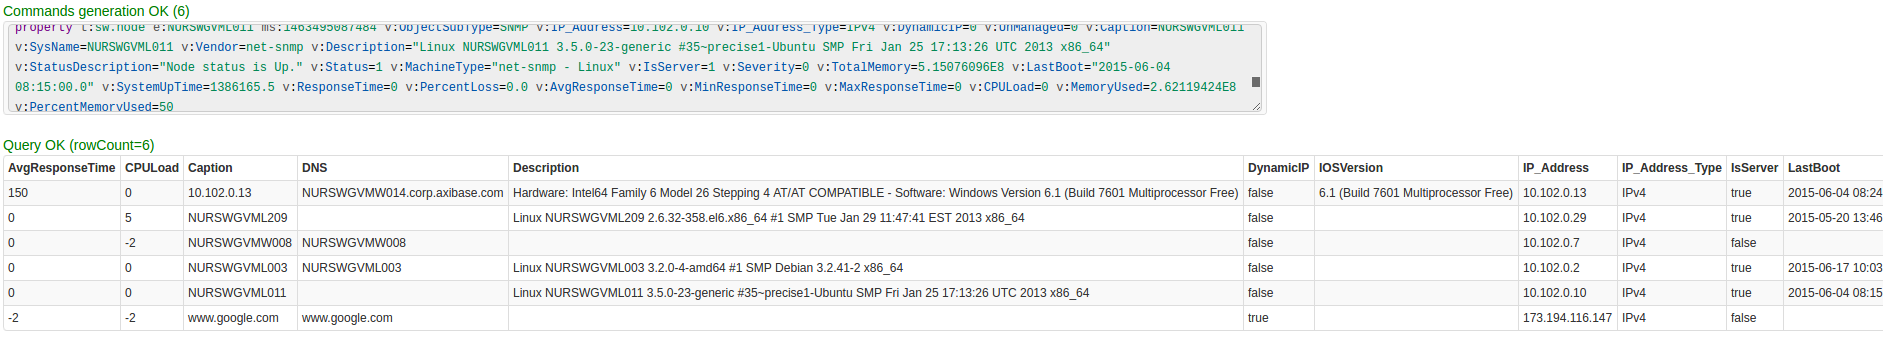 Commands generation OK (6)
property t:sw.node e:NURSWGVML011 ms:1463495087484 v:ObjectSubType=SNMP v:IP_Address=10.102.0.10 v:IP_Address_Type=IPv4 v:DynamicIP=0 v:UnManaged=0 v:Caption=NURSWGVML011
v:SysName=NURSWGVML011 v:Vendor=net-snmp v:Description="Linux NURSWGVML011 3.5.0-23-generic #35~precise1-Ubuntu SMP Fri Jan 25 17:13:26 UTC 2013 x86_64"
v:StatusDescription="Node status is Up." v:Status=1 v:MachineType="net-snmp - Linux" v:IsServer=1 v:Severity=0 v:TotalMemory=5.15076096E8 v:LastBoot="2015-06-04
08:15:00.0" v:SystemUpTime=1386165.5 v:ResponseTime=0 v:PercentLoss=0.0 v:AvgResponseTime=0 v:MinResponseTime=0 v:MaxResponseTime=0 v:CPULoad=0 v:MemoryUsed=2.62119424E8
v:PercentMemoryUsed=50
Query OK (rowCount=6)
AvgResponseTime CPULoad Caption DNS Description DynamicIP IOSVersion IP_Address IP_Address_Type IsServer LastBoot
150 0 10.102.0.13 NURSWGVMW014.corp.axibase.com Hardware: Intel64 Family 6 Model 26 Stepping 4 AT/AT COMPATIBLE - Software: Windows Version 6.1 (Build 7601 Multiprocessor Free) false 6.1 (Build 7601 Multiprocessor Free) 10.102.0.13 IPv4 true 2015-06-04 08:24
0 5 NURSWGVML209 Linux NURSWGVML209 2.6.32-358.el6.x86_64 #1 SMP Tue Jan 29 11:47:41 EST 2013 x86_64 false 10.102.0.29 IPv4 true 2015-05-20 13:46
0 -2 NURSWGVMW008 NURSWGVMW008 false 10.102.0.7 IPv4 false
0 0 NURSWGVML003 NURSWGVML003 Linux NURSWGVML003 3.2.0-4-amd64 #1 SMP Debian 3.2.41-2 x86_64 false 10.102.0.2 IPv4 true 2015-06-17 10:03
0 0 NURSWGVML011 Linux NURSWGVML011 3.5.0-23-generic #35~precise1-Ubuntu SMP Fri Jan 25 17:13:26 UTC 2013 x86_64 false 10.102.0.10 IPv4 true 2015-06-04 08:15
-2 -2 www.google.com www.google.com true 173.194.116.147 IPv4 false